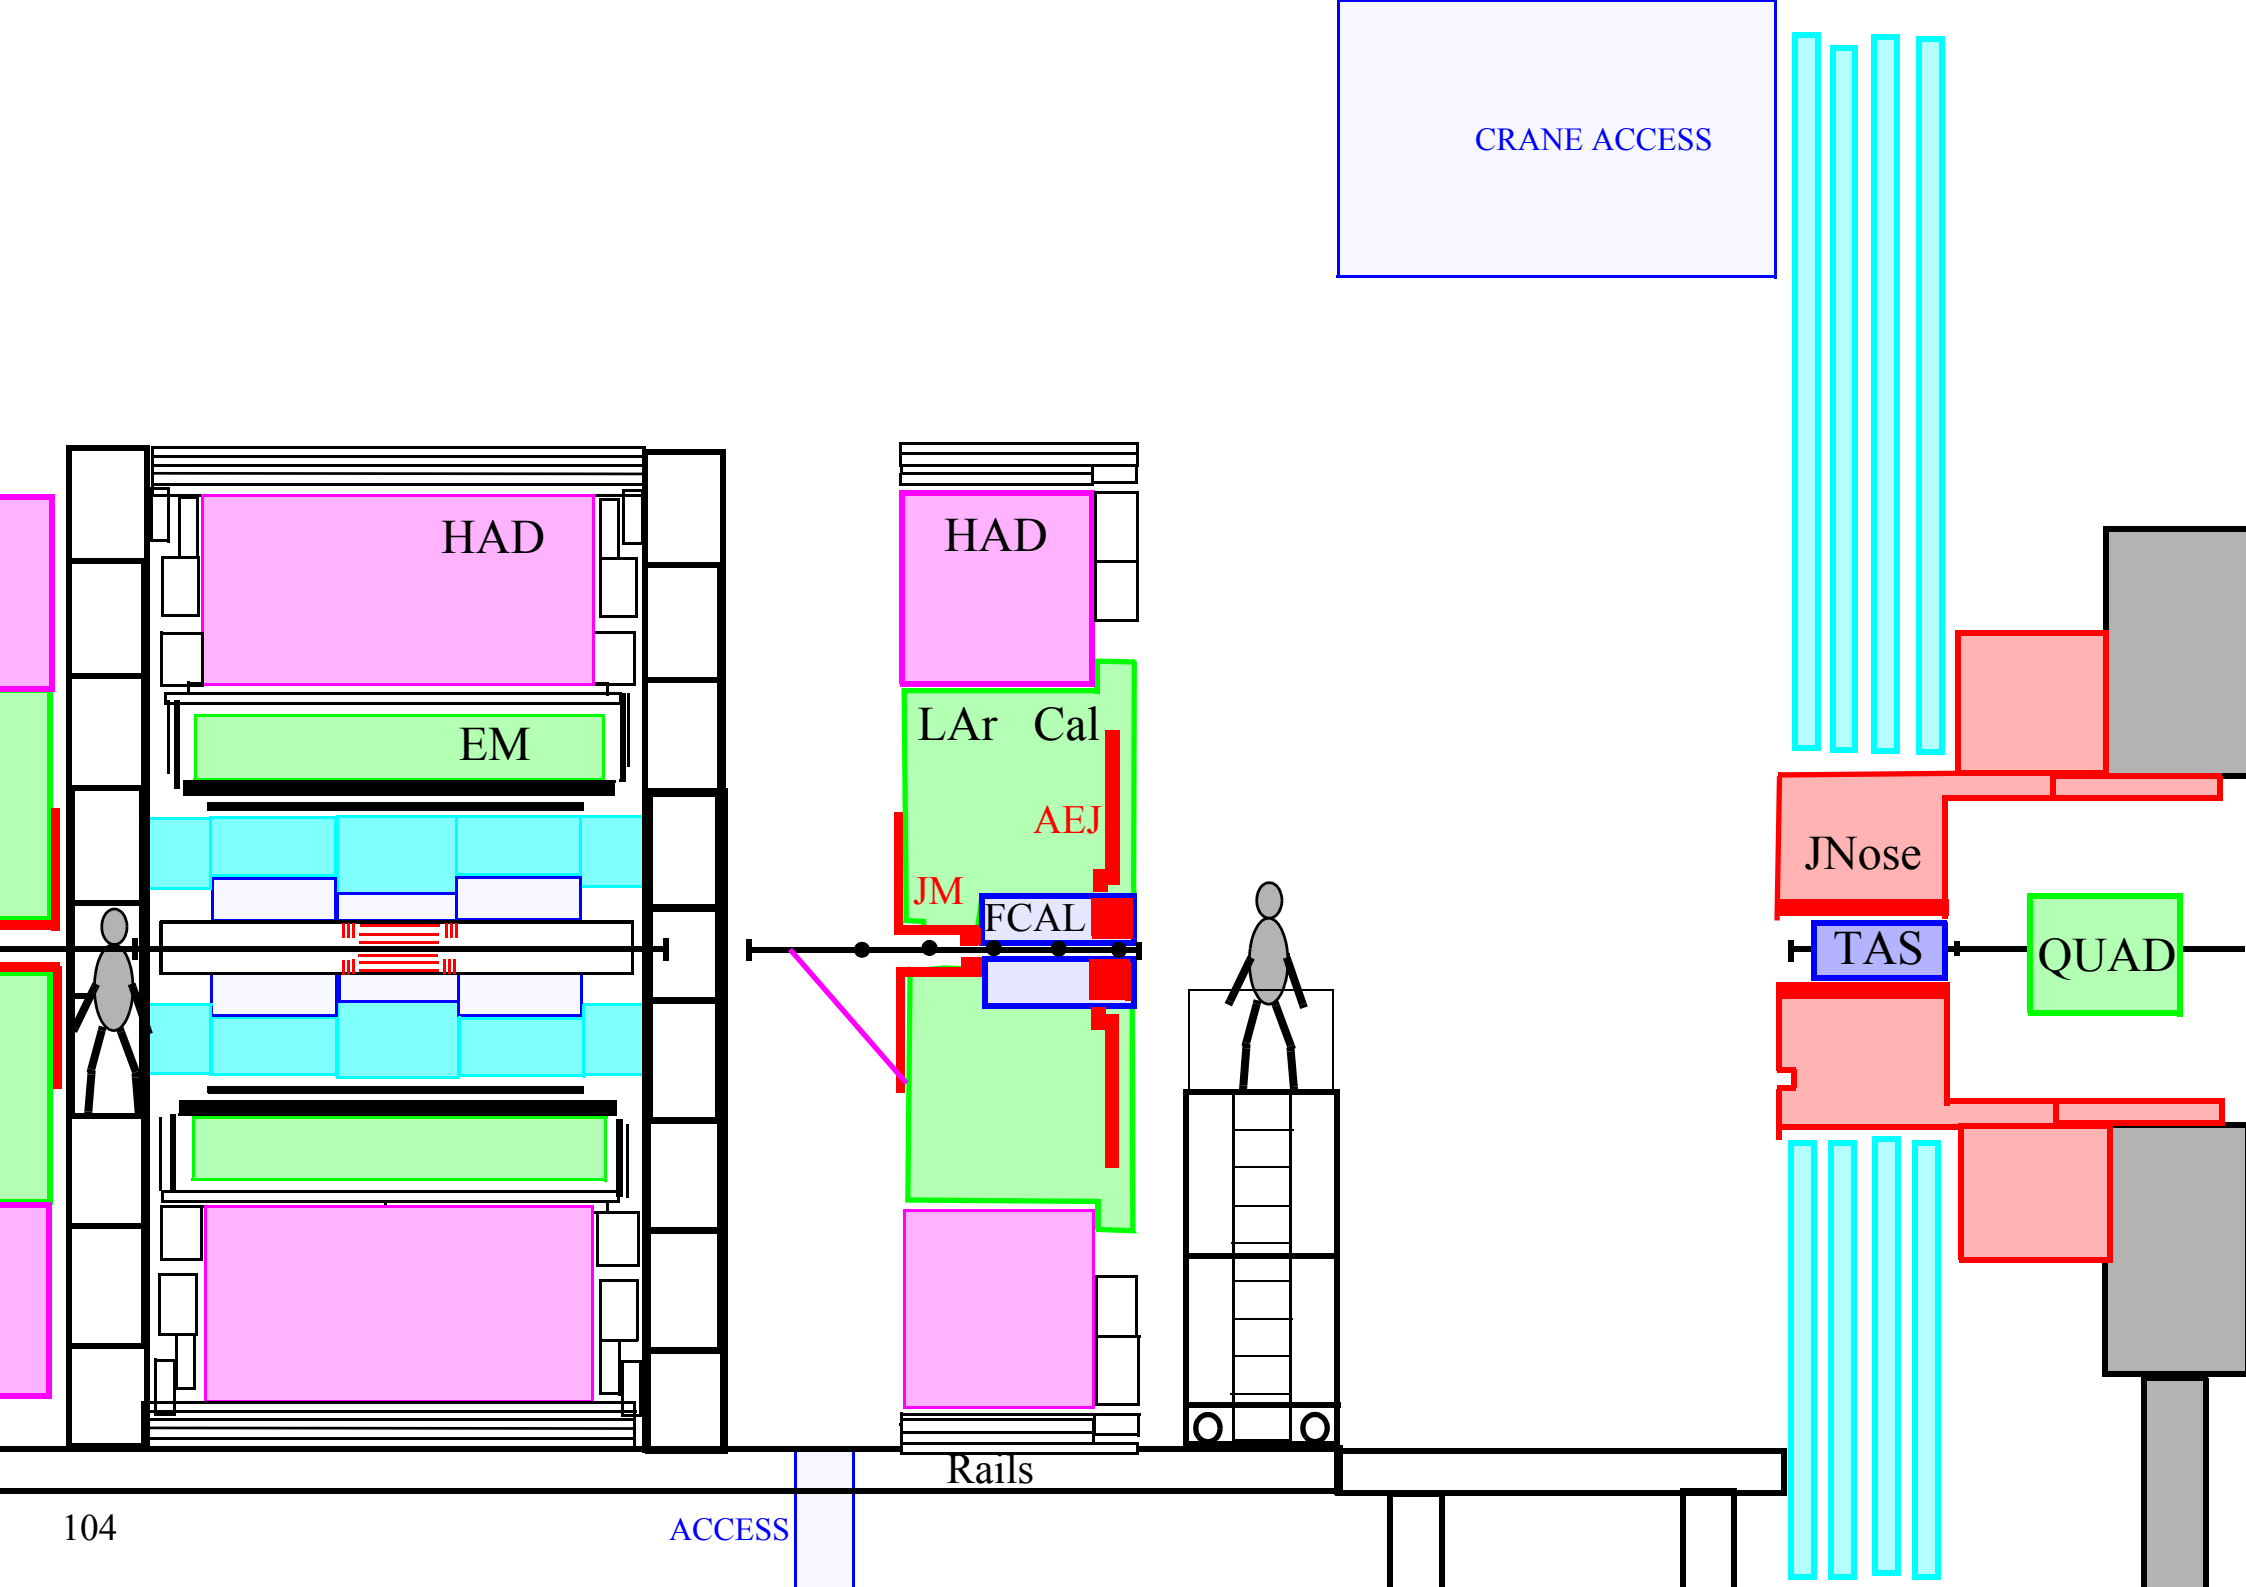 CRANE ACCESS
HAD
HAD
LAr Cal
EM
AEJ
JNose
JM
FCAL
TAS
QUAD
Rails
104
ACCESS